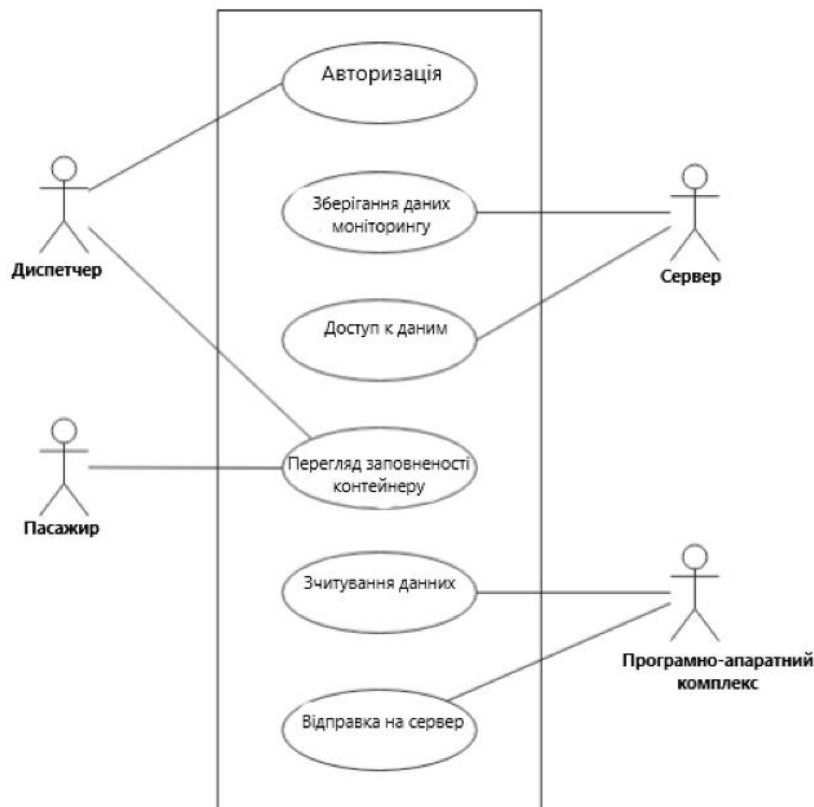 Авторизація
Зберігання даних
моніторингу
Диспетчер
Сервер
Доступ к даним
Перегляд заповненості
контейнеру
Пасажир
Зчитування данних
Програмно-апаратний
комплекс
Відправка на сервер